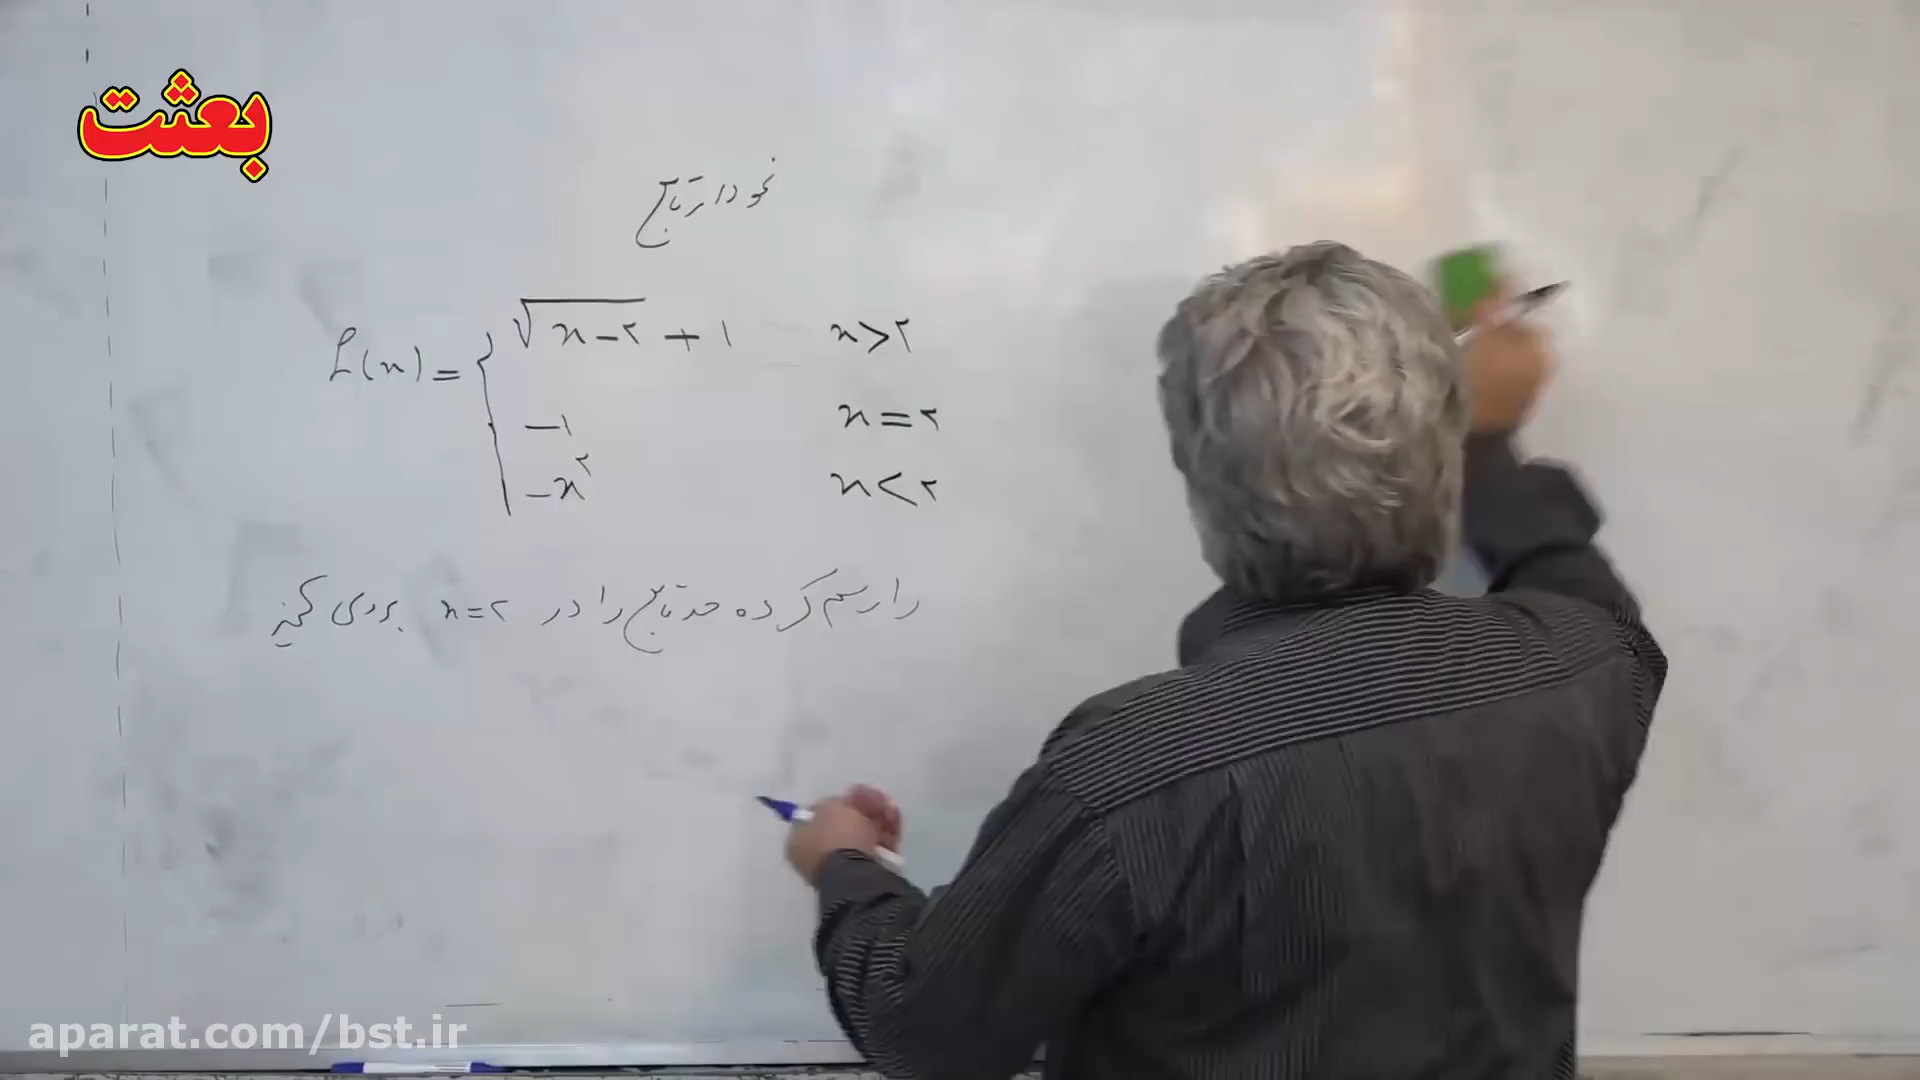 بعثت
نمودار تابع
f(x) = { √(x-۲) + ۱    x>۲
-۱    x=۲
-x^۲    x<۲
را رسم کرده حد تابع را در x=۲ بررسی کنید
aparat.com/bst.ir